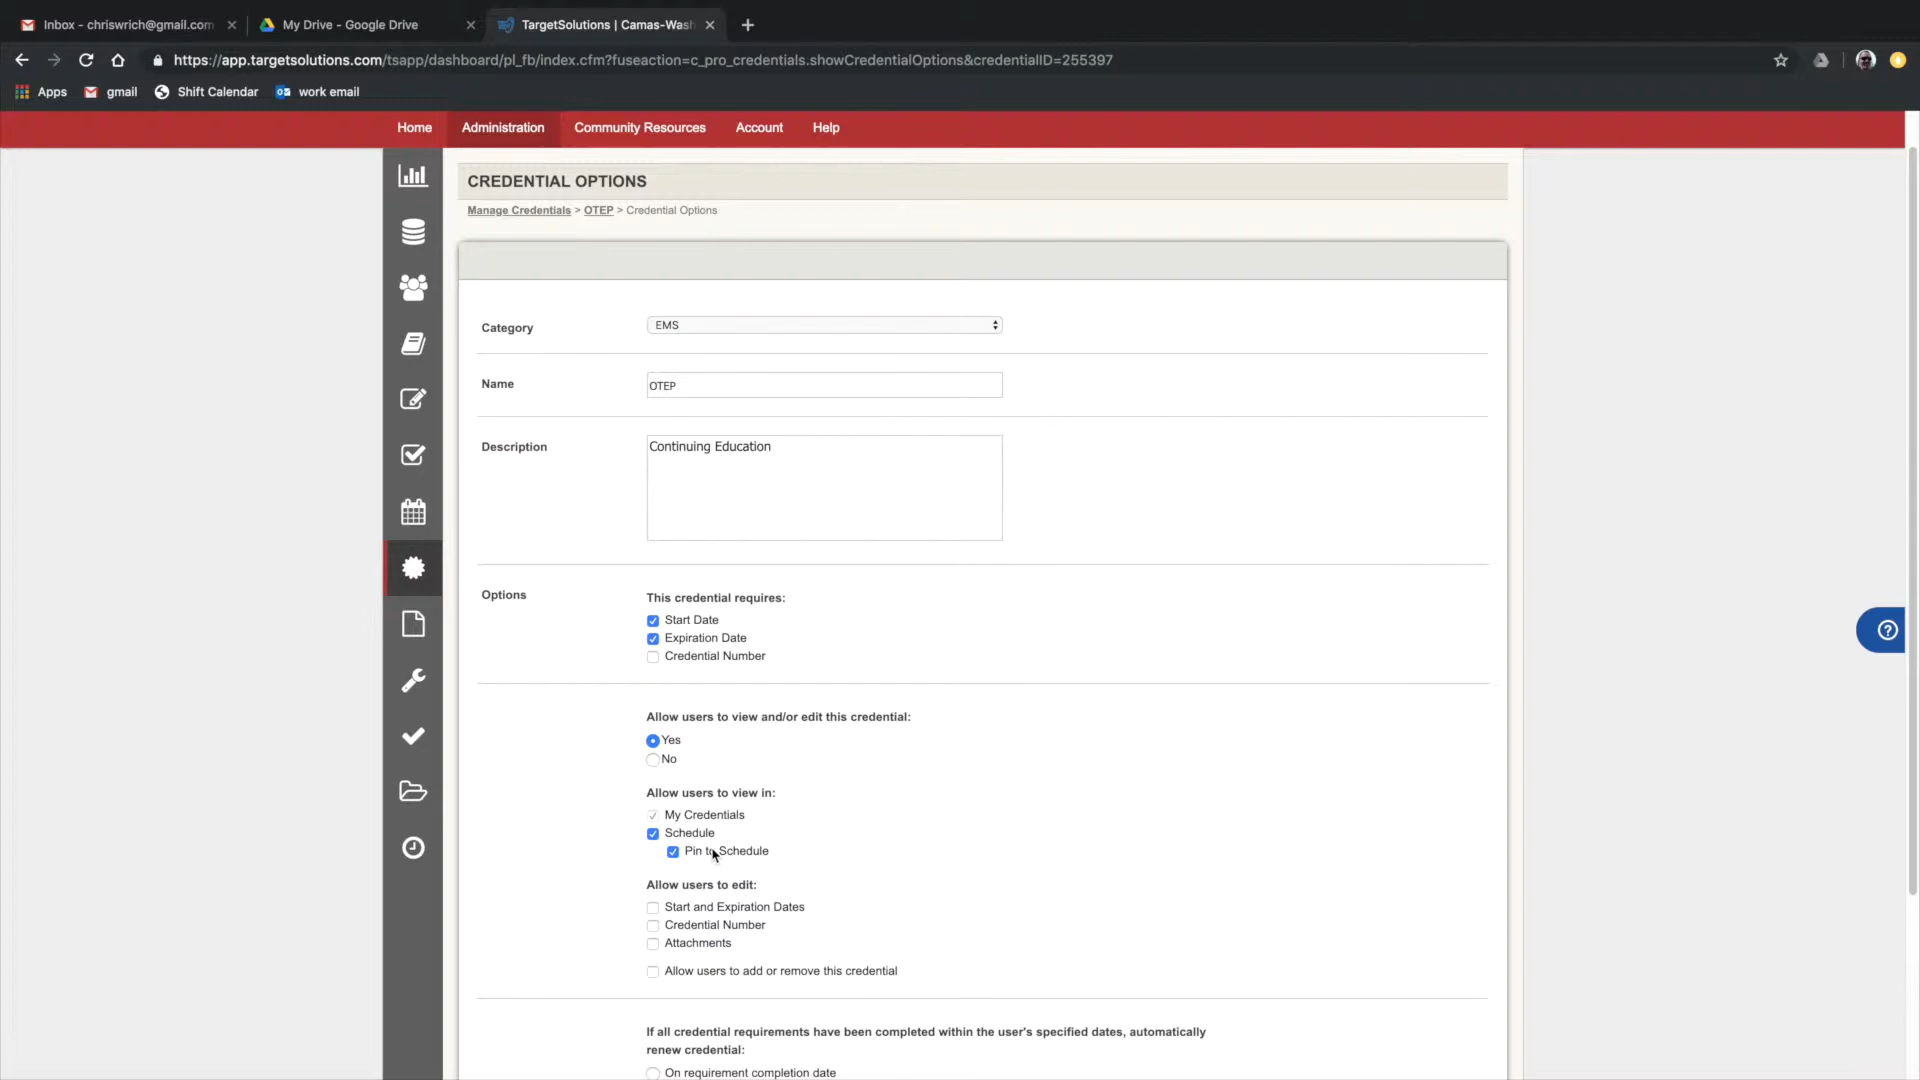 Inbox - chriswrich@gmail.com
My Drive - Google Drive
TargetSolutions | Camas-Wash
https://app.targetsolutions.com/tsapp/dashboard/pl_fb/index.cfm?fuseaction=c_pro_credentials.showCredentialOptions&credentialID=255397
Apps
gmail
Shift Calendar
work email
Home
Administration
Community Resources
Account
Help
CREDENTIAL OPTIONS
Manage Credentials > OTEP > Credential Options
Category
EMS
Name
OTEP
Description
Continuing Education
Options
This credential requires:
Start Date
Expiration Date
Credential Number
Allow users to view and/or edit this credential:
Yes
No
Allow users to view in:
My Credentials
Schedule
Pin to Schedule
Allow users to edit:
Start and Expiration Dates
Credential Number
Attachments
Allow users to add or remove this credential
If all credential requirements have been completed within the user's specified dates, automatically
renew credential:
On requirement completion date